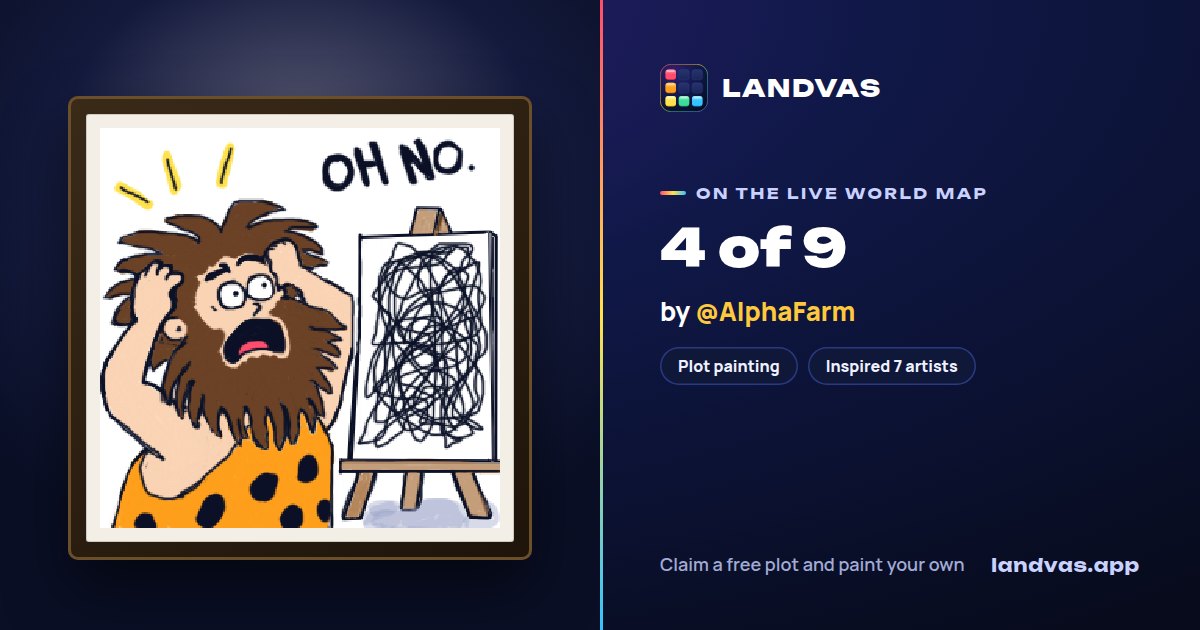 OH NO.
LANDVAS
ON THE LIVE WORLD MAP
4 of 9
by @AlphaFarm
Plot painting
Inspired 7 artists
Claim a free plot and paint your own
landvas.app